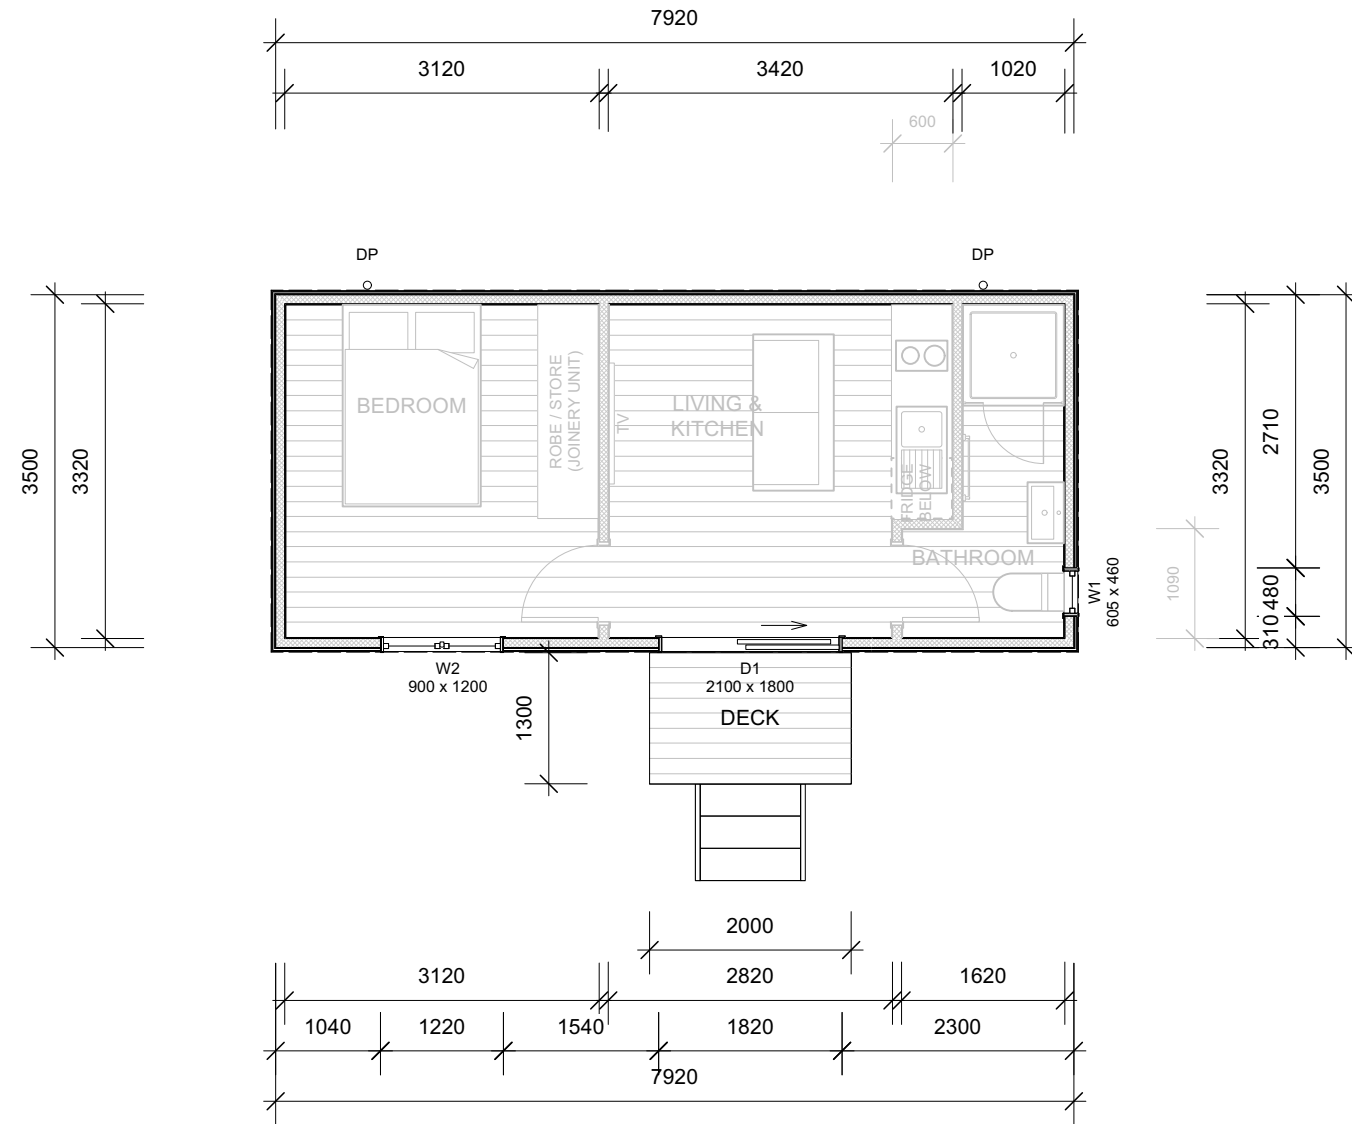 7920
3120 3420 1020
600
DP DP
3500
3320
BEDROOM
ROBE / STORE
(JOINERY UNIT)
TV
LIVING &
KITCHEN
FRIDGE
BELOW
BATHROOM
W1
605 x 460
1090
3320
2710
480
310
3500
W2
900 x 1200
1300
D1
2100 x 1800
DECK
2000
3120 2820 1620
1040 1220 1540 1820 2300
7920